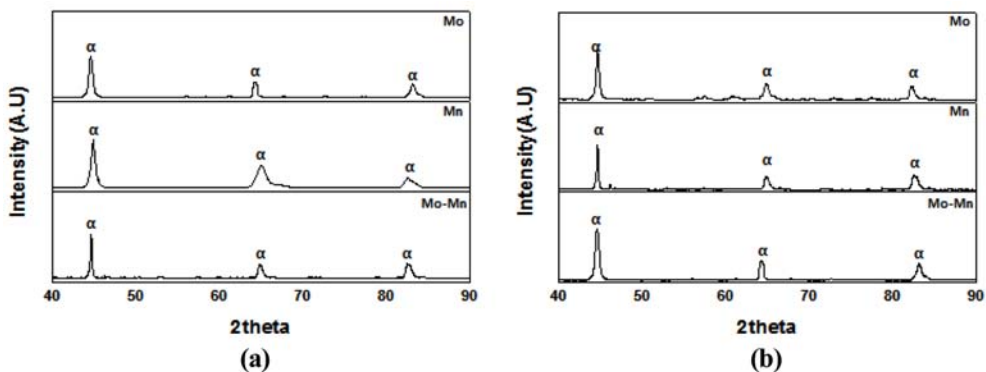 Mo
α α α
Mn
α α α
Mo-Mn
α α α
Intensity (A.U)
40 50 60 70 80 90
2theta
(a)
Mo
α α α
Mn
α α α
Mo-Mn
α α α
Intensity (A.U)
40 50 60 70 80 90
2theta
(b)